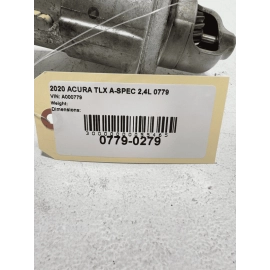 2020 ACURA TLX A-SPEC 2,4L 0779
VIN: A000779
Weight:
Dimensions:
0779-0279